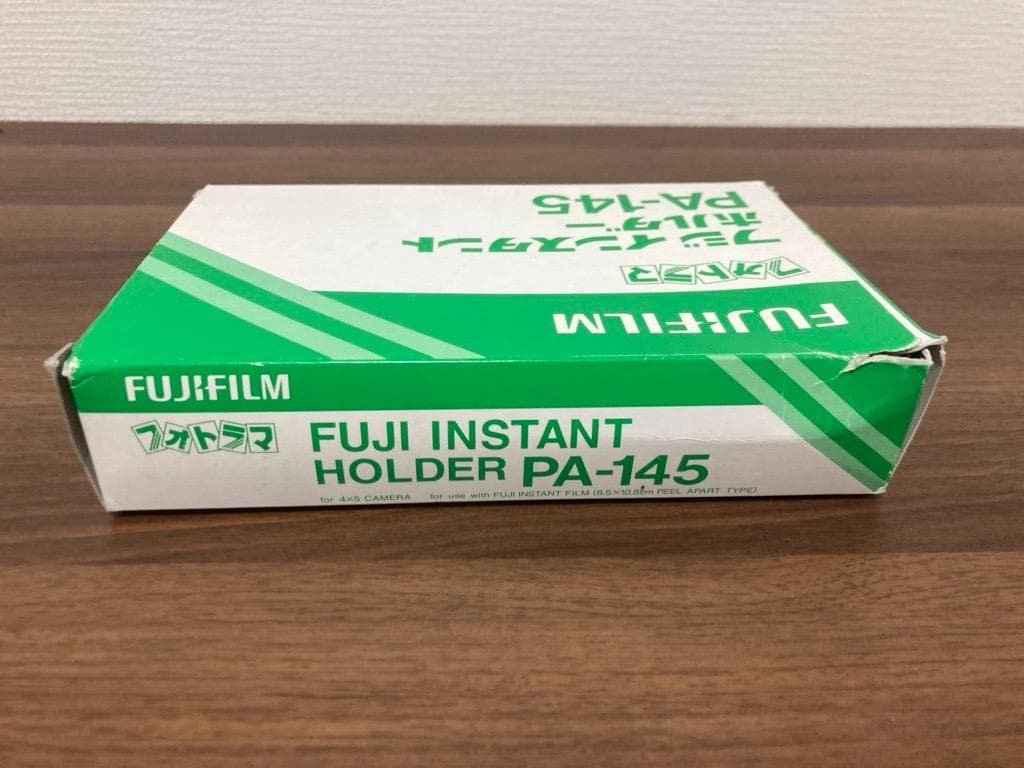 FUJIFILM
フォトラマ
フジ インスタント
ホルダー
PA-145
FUJIFILM
フォトラマ
FUJI INSTANT
HOLDER PA-145
for 4×5 CAMERA for use with FUJI INSTANT FILM (8.5×10.8cm PEEL APART TYPE)